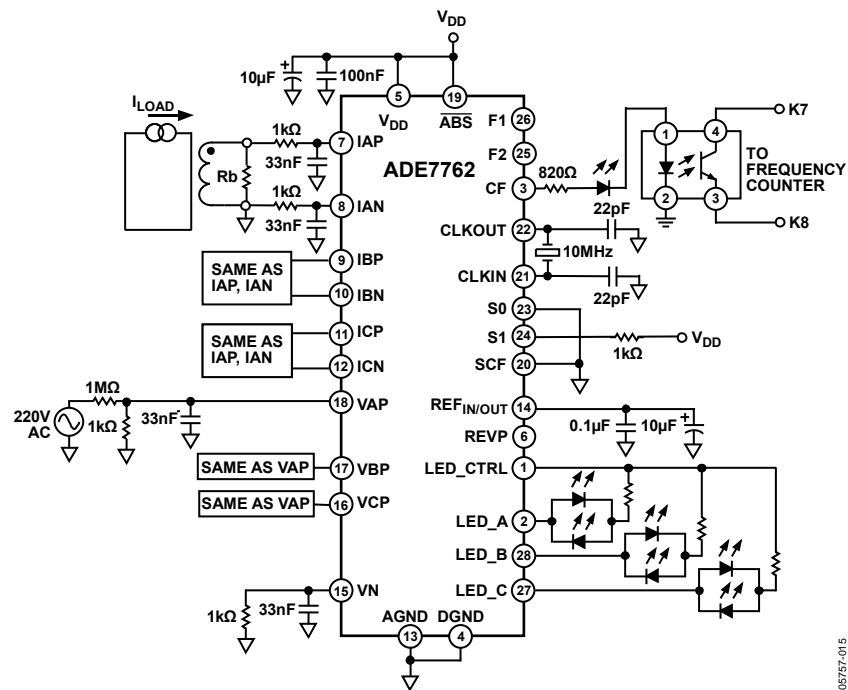 VDD
10µF
+
100nF
5
VDD
19
ABS
ILOAD
1kΩ
7
IAP
33nF
Rb
1kΩ
8
IAN
33nF
ADE7762
F1
26
F2
25
CF
3
820Ω
1
2
4
3
K7
K8
TO
FREQUENCY
COUNTER
22pF
CLKOUT
22
10MHz
CLKIN
21
22pF
9
IBP
SAME AS
IAP, IAN
10
IBN
S0
23
S1
24
1kΩ
VDD
SCF
20
11
ICP
SAME AS
IAP, IAN
12
ICN
1MΩ
220V
AC
1kΩ
33nF
-
18
VAP
REFIN/OUT
14
0.1µF
10µF
+
REVP
6
LED_CTRL
1
SAME AS VAP
17
VBP
SAME AS VAP
16
VCP
LED_A
2
LED_B
28
LED_C
27
15
VN
1kΩ
33nF
AGND
13
DGND
4
05757-015